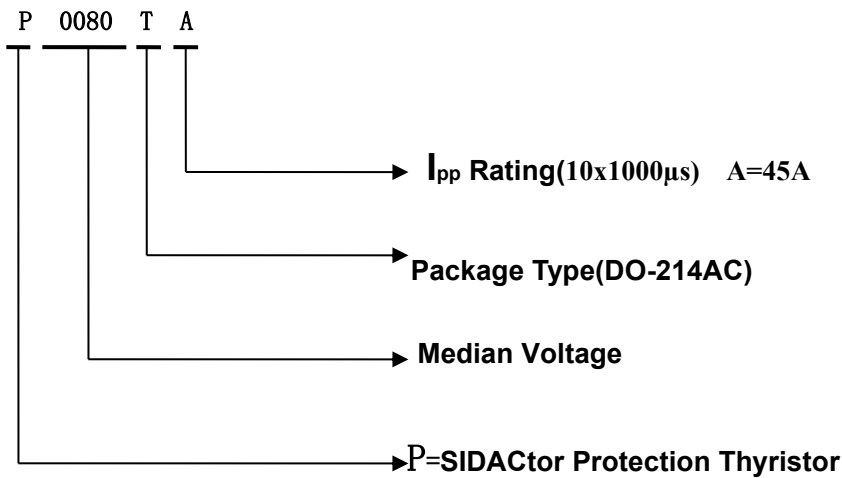 P 0080 T A
Ipp Rating(10x1000μs) A=45A
Package Type(DO-214AC)
Median Voltage
P=SIDACtor Protection Thyristor